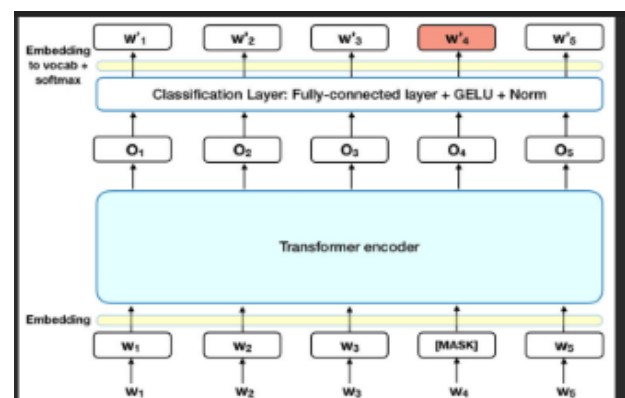 W'₁ W'₂ W'₃ W'₄ W'₅
Embedding
to vocab +
softmax
Classification Layer: Fully-connected layer + GELU + Norm
O₁ O₂ O₃ O₄ O₅
Transformer encoder
Embedding
W₁ W₂ W₃ [MASK] W₅
W₁ W₂ W₃ W₄ W₅